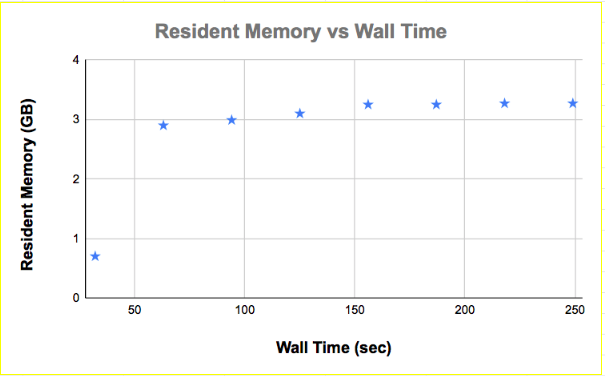 Resident Memory vs Wall Time
Resident Memory (GB)
4
3
2
1
0
50 100 150 200 250
Wall Time (sec)